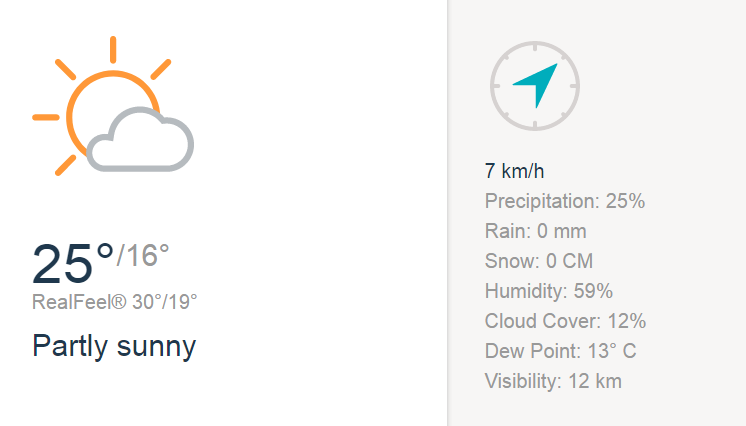 25°/16°
RealFeel® 30°/19°
Partly sunny
7 km/h
Precipitation: 25%
Rain: 0 mm
Snow: 0 CM
Humidity: 59%
Cloud Cover: 12%
Dew Point: 13° C
Visibility: 12 km